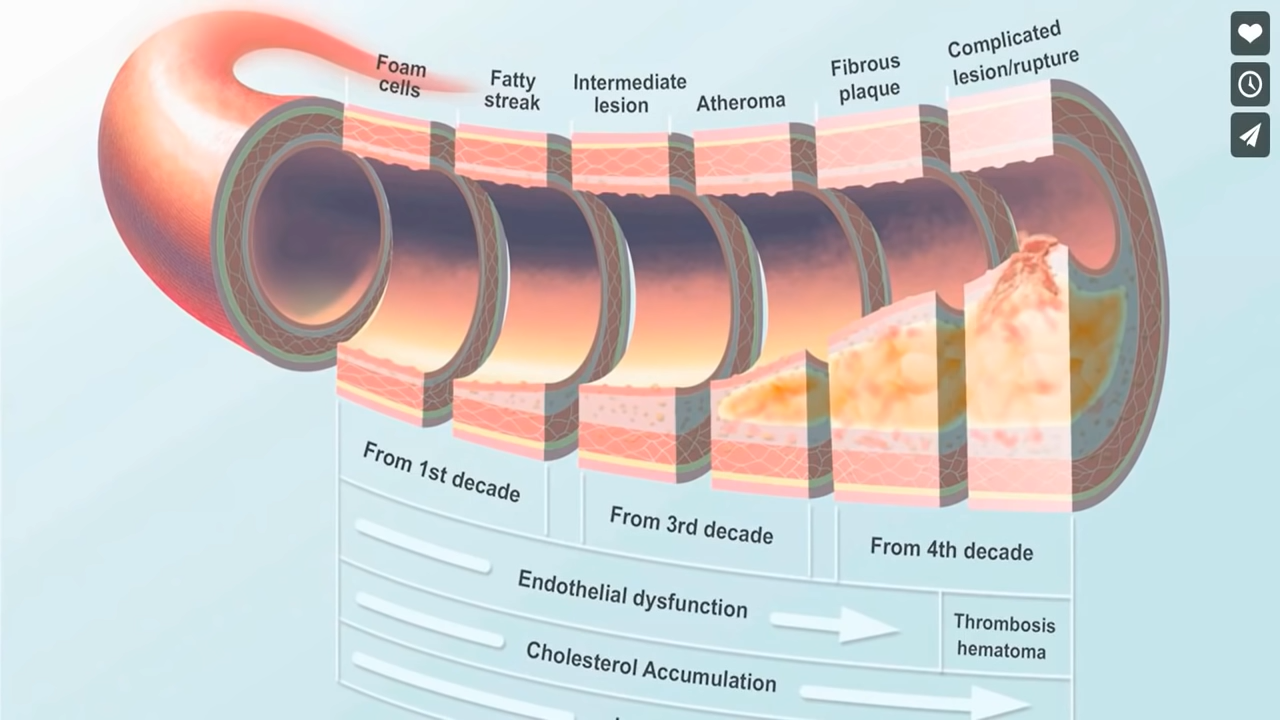 Foam
cells
Fatty
streak
Intermediate
lesion
Atheroma
Fibrous
plaque
Complicated
lesion/rupture
From 1st decade
From 3rd decade
From 4th decade
Endothelial dysfunction
Thrombosis
hematoma
Cholesterol Accumulation